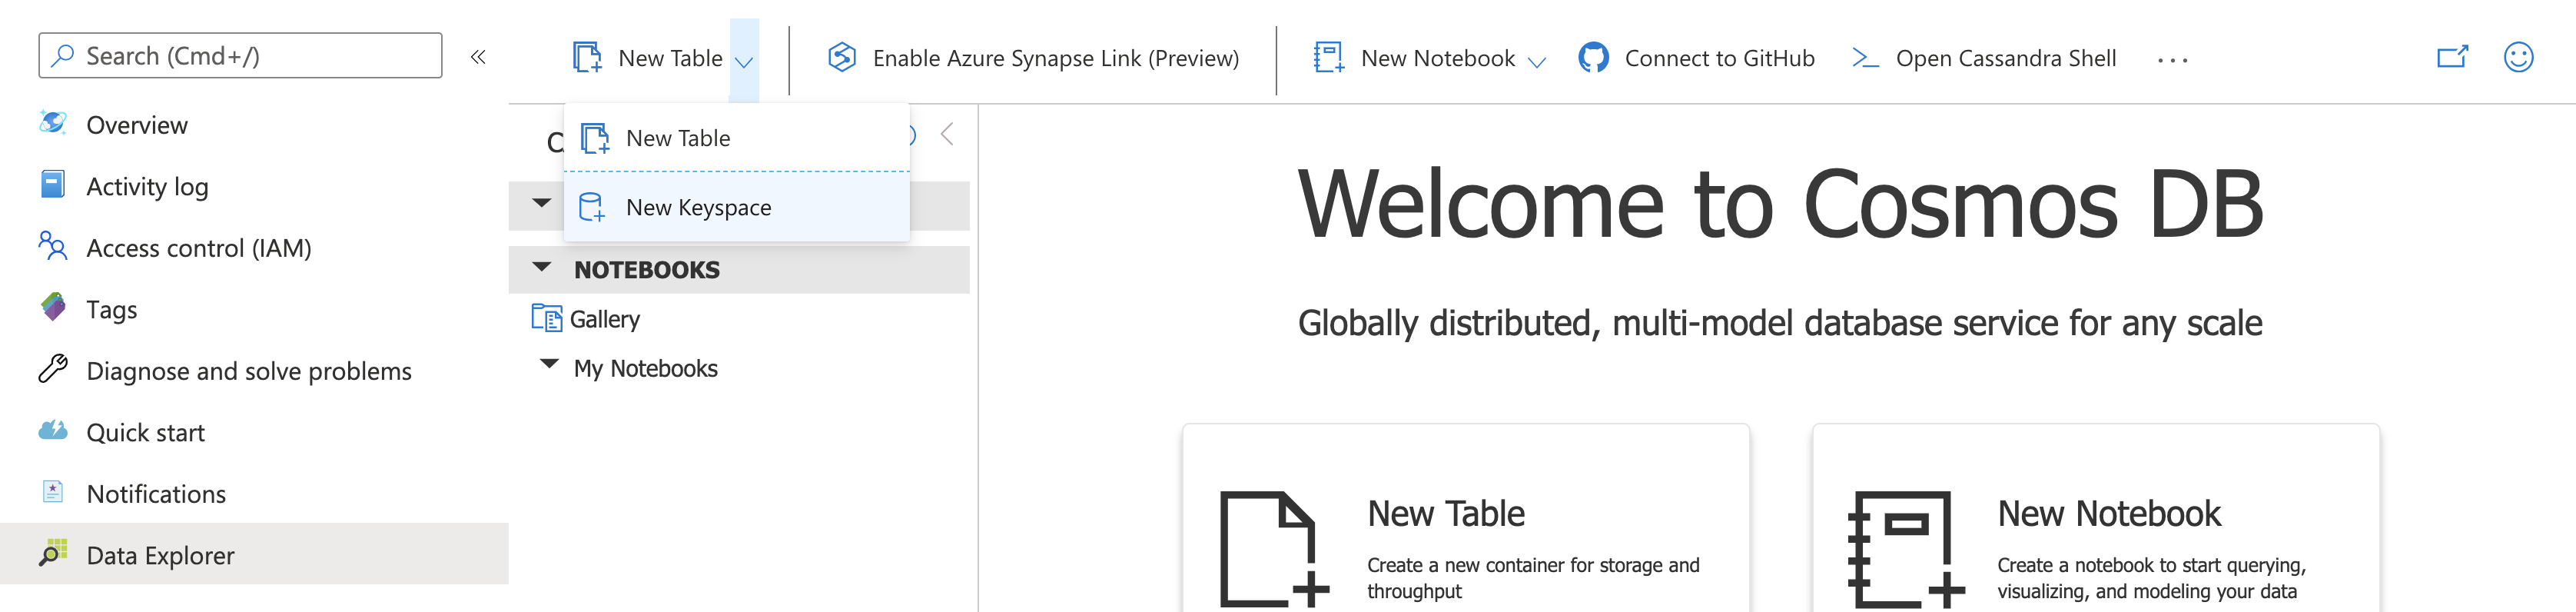 Search (Cmd+/)
«
New Table
Enable Azure Synapse Link (Preview)
New Notebook
Connect to GitHub
Open Cassandra Shell
...
Overview
Activity log
Access control (IAM)
Tags
Diagnose and solve problems
Quick start
Notifications
Data Explorer
New Table
New Keyspace
NOTEBOOKS
Gallery
My Notebooks
Welcome to Cosmos DB
Globally distributed, multi-model database service for any scale
New Table
Create a new container for storage and
throughput
New Notebook
Create a notebook to start querying,
visualizing, and modeling your data